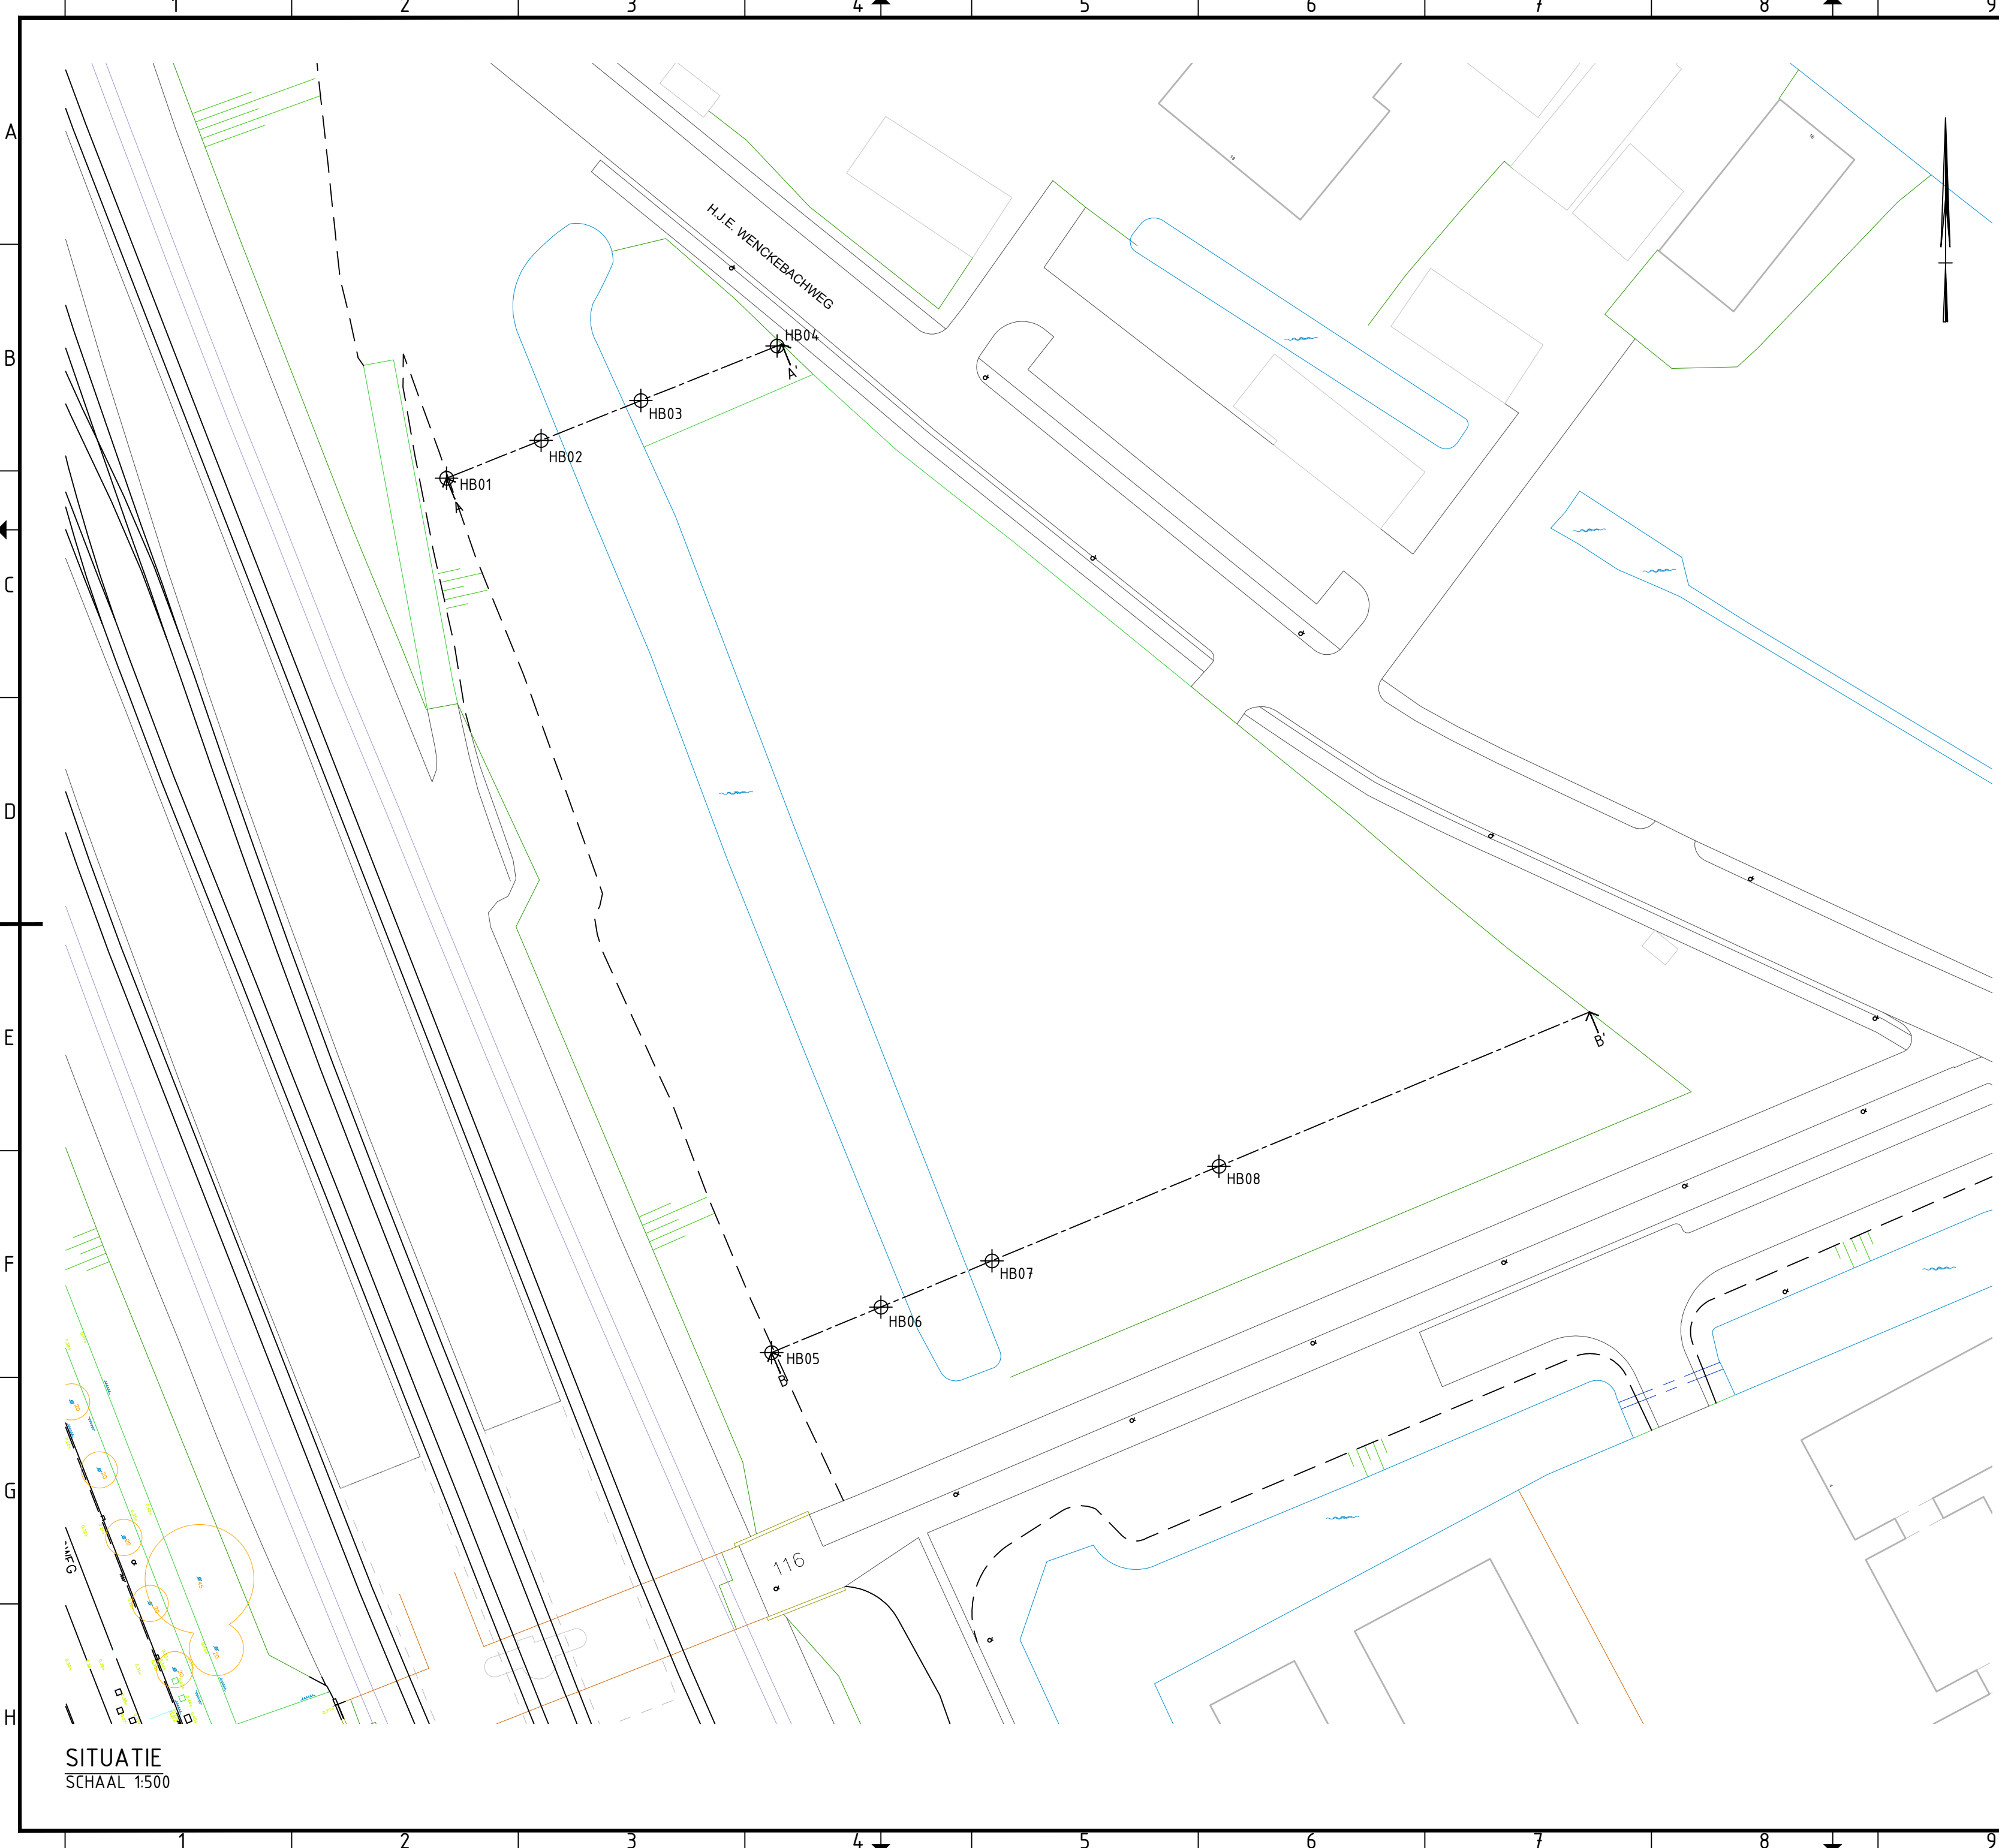 1 2 3 4 5 6 7 8 9
A
H.J.E. WENCKEBACHWEG
B
HB04
A'
HB03
HB02
HB01
A
C
D
E
B'
HB08
F
HB07
HB06
HB05
B
G
116
H
SITUATIE
SCHAAL 1:500
1 2 3 4 5 6 7 8 9